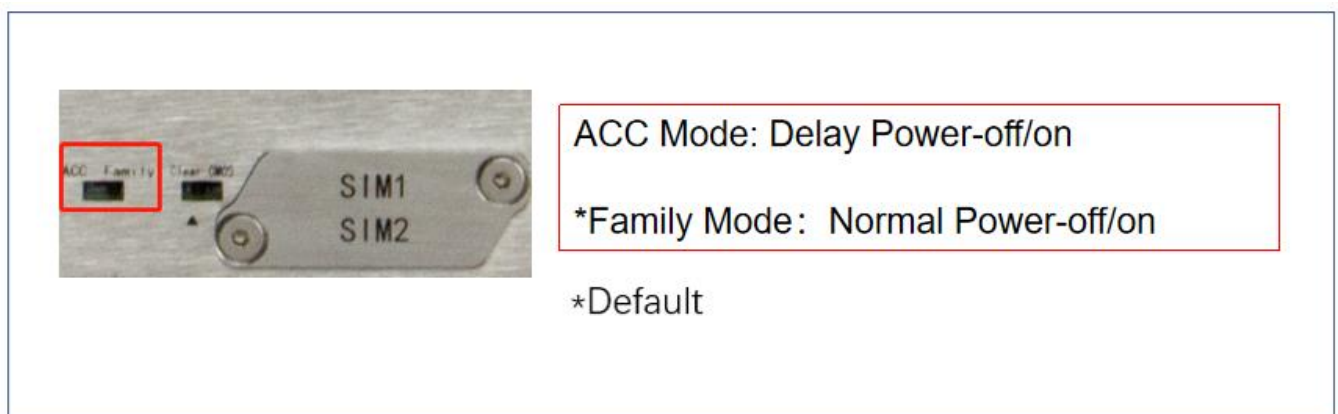 ACC Family
Clear CMOS
SIM1
SIM2
ACC Mode: Delay Power-off/on
*Family Mode：Normal Power-off/on
*Default